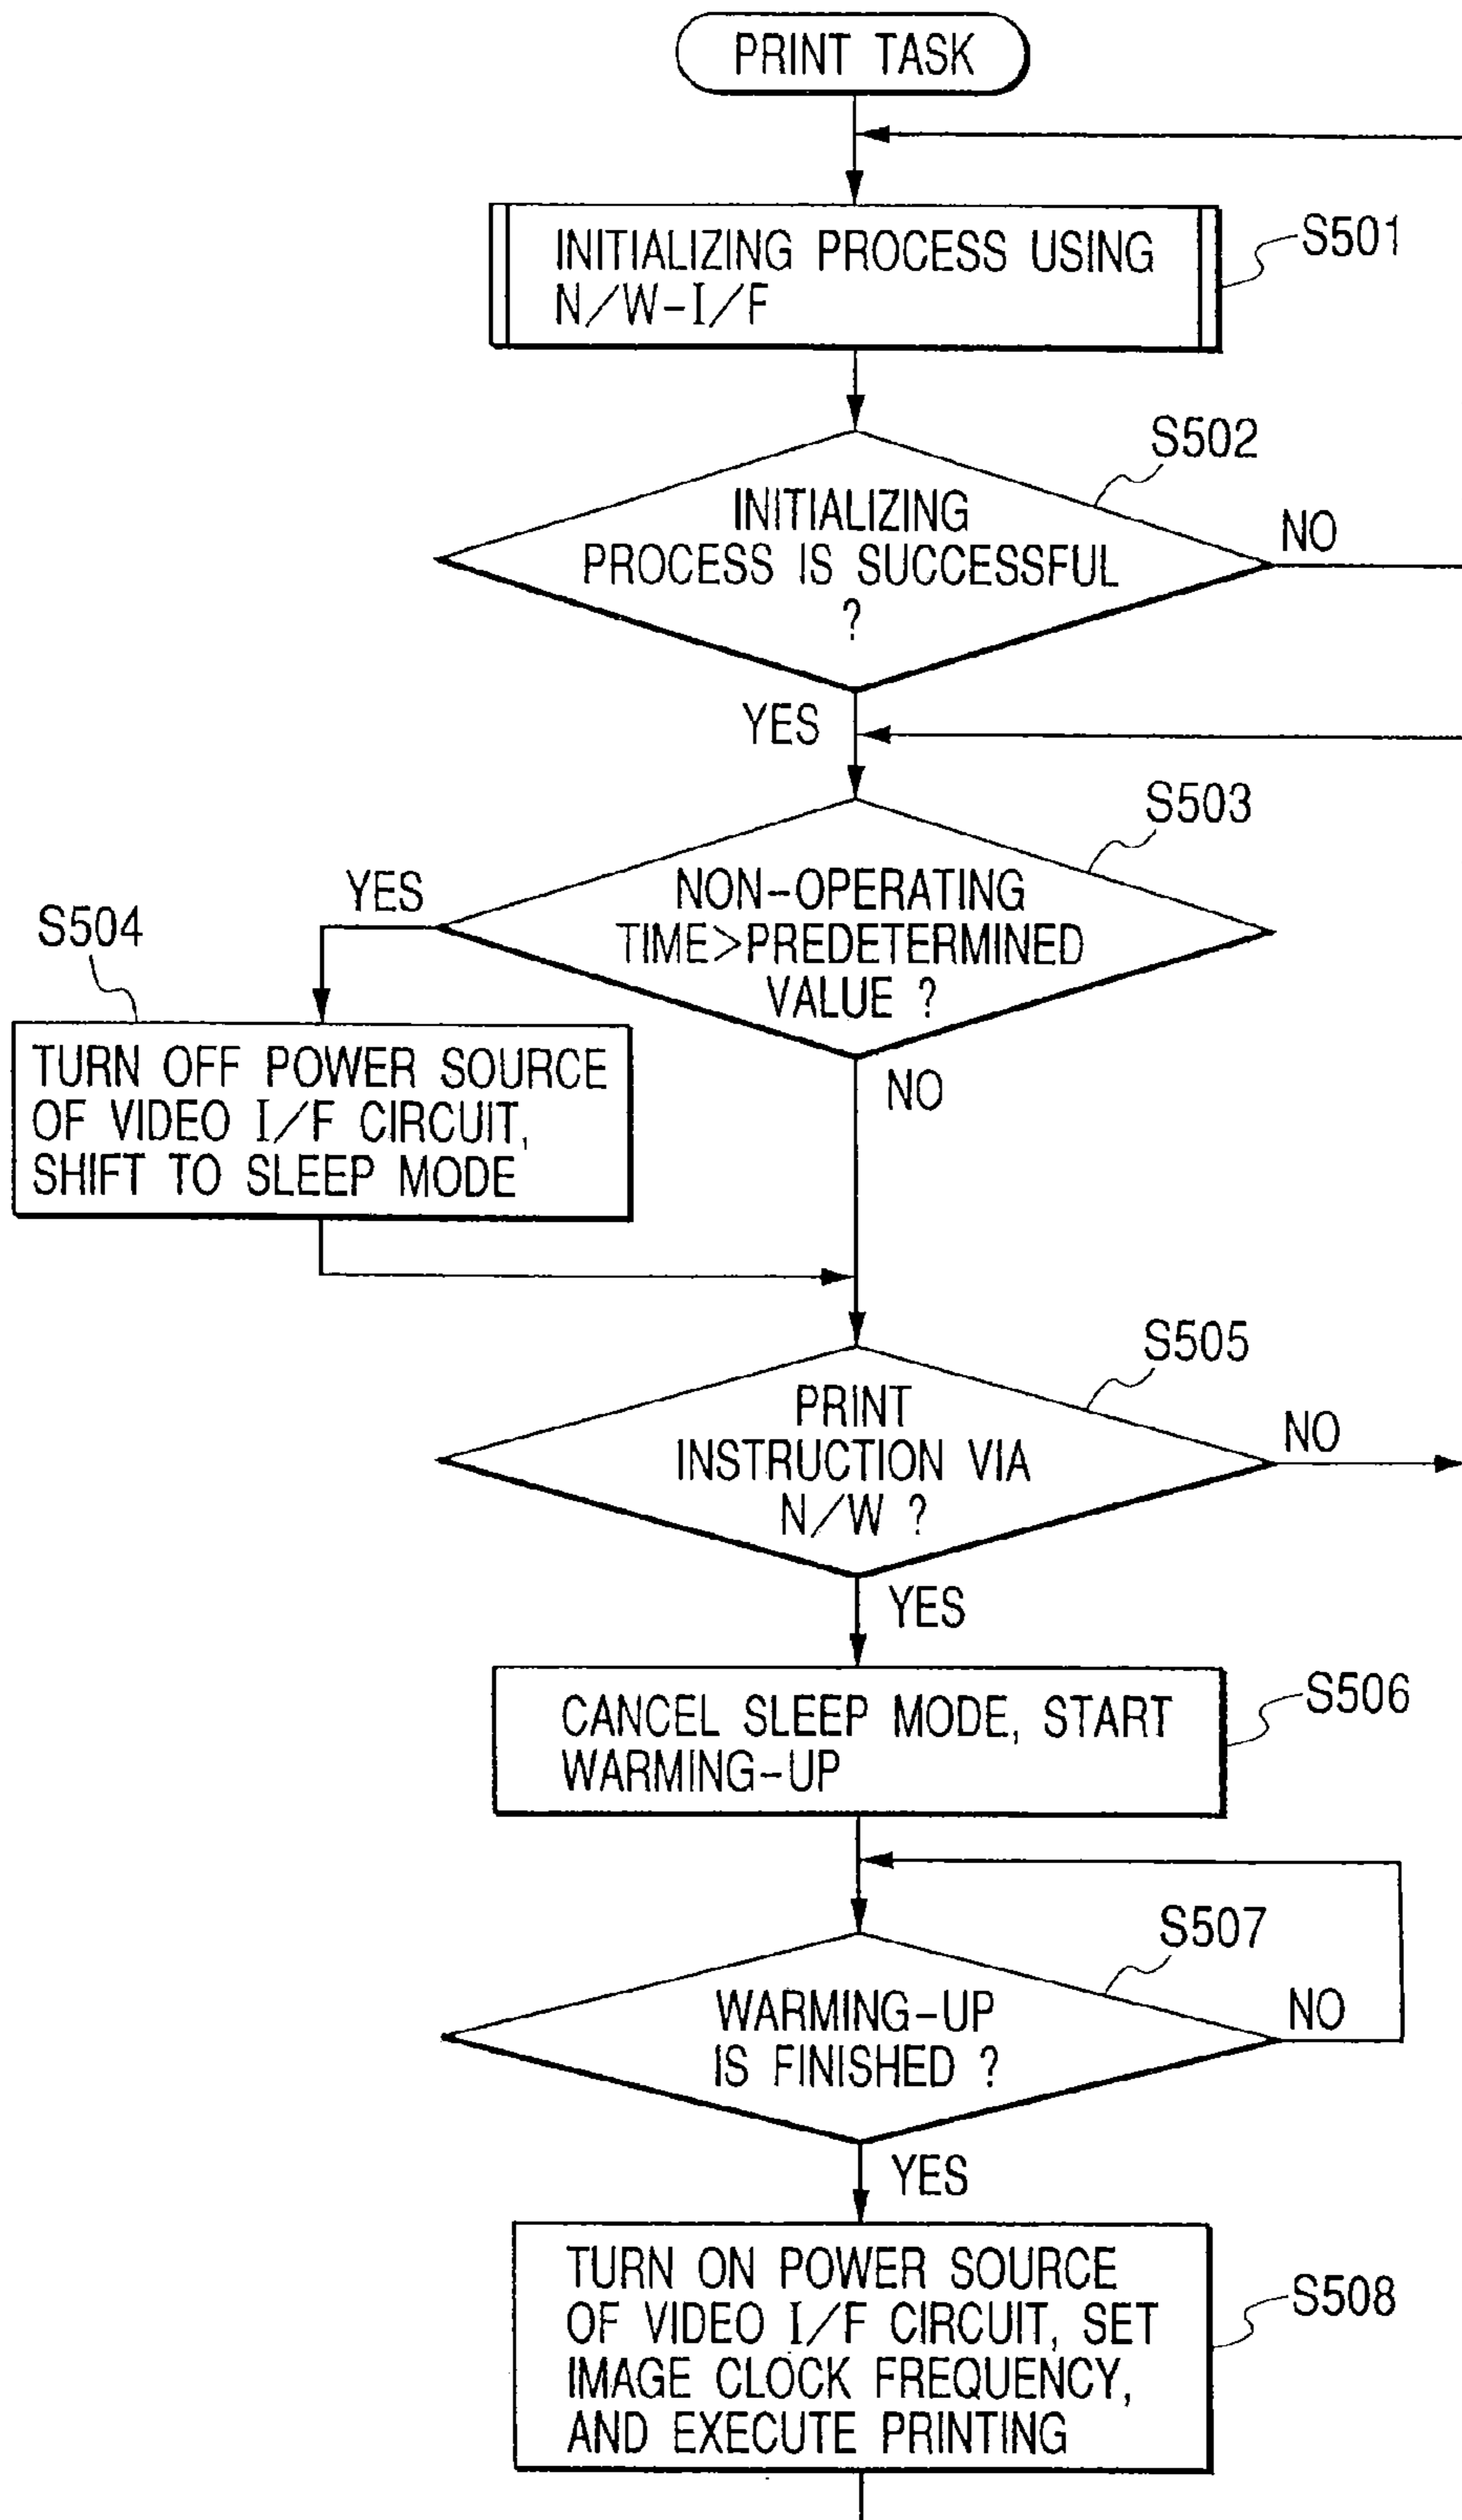 PRINT TASK
INITIALIZING PROCESS USING
N/W-I/F
S501
S502
INITIALIZING
PROCESS IS SUCCESSFUL
?
NO
YES
S503
NON-OPERATING
TIME>PREDETERMINED
VALUE ?
YES
S504
NO
TURN OFF POWER SOURCE
OF VIDEO I/F CIRCUIT,
SHIFT TO SLEEP MODE
S505
PRINT
INSTRUCTION VIA
N/W ?
NO
YES
CANCEL SLEEP MODE, START
WARMING-UP
S506
S507
WARMING-UP
IS FINISHED ?
NO
YES
TURN ON POWER SOURCE
OF VIDEO I/F CIRCUIT, SET
IMAGE CLOCK FREQUENCY,
AND EXECUTE PRINTING
S508